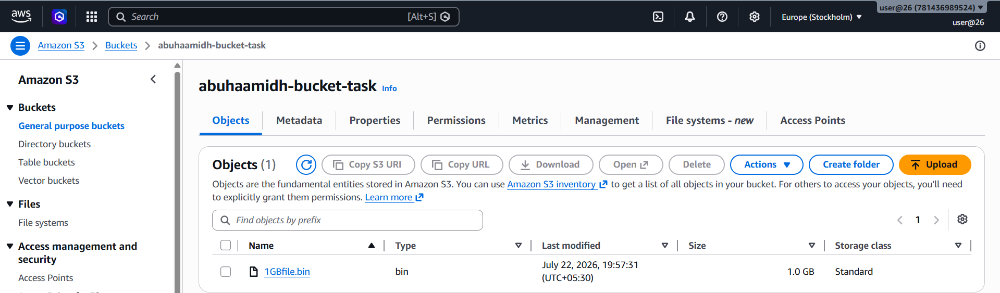 aws
Search
[Alt+S]
Europe (Stockholm)
user@26 (781436989524)
user@26
Amazon S3 > Buckets > abuhaamidh-bucket-task
Amazon S3
Buckets
General purpose buckets
Directory buckets
Table buckets
Vector buckets
Files
File systems
Access management and
security
Access Points
abuhaamidh-bucket-task Info
Objects
Metadata
Properties
Permissions
Metrics
Management
File systems - new
Access Points
Objects (1)
Copy S3 URI
Copy URL
Download
Open
Delete
Actions
Create folder
Upload
Objects are the fundamental entities stored in Amazon S3. You can use Amazon S3 inventory to get a list of all objects in your bucket. For others to access your objects, you'll need
to explicitly grant them permissions. Learn more
Find objects by prefix
1
Name
Type
Last modified
Size
Storage class
1GBfile.bin
bin
July 22, 2026, 19:57:31
(UTC+05:30)
1.0 GB
Standard